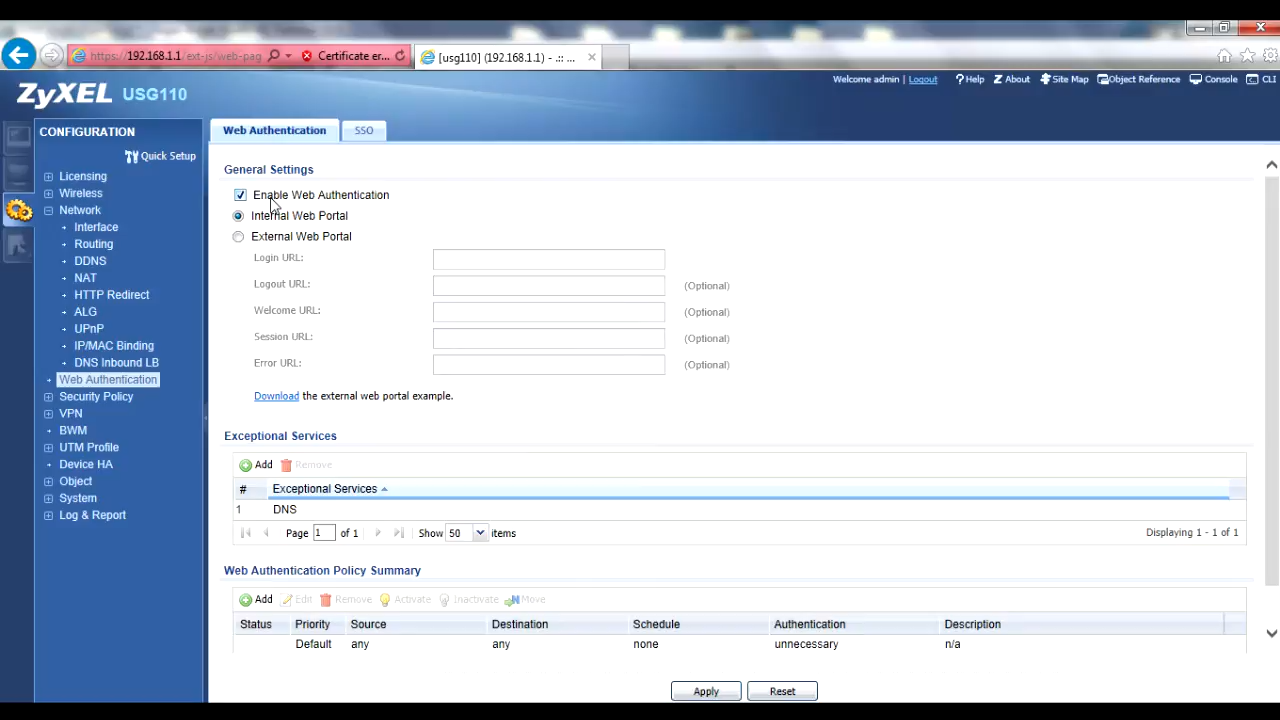 https://192.168.1.1/ext-js/web-pag Certificate er... [usg110] (192.168.1.1) - .:: ...
ZyXEL USG110
Welcome admin | Logout ?Help Z About Site Map Object Reference Console CLI
CONFIGURATION
Quick Setup
Licensing
Wireless
Network
Interface
Routing
DDNS
NAT
HTTP Redirect
ALG
UPnP
IP/MAC Binding
DNS Inbound LB
Web Authentication
Security Policy
VPN
BWM
UTM Profile
Device HA
Object
System
Log & Report
Web Authentication SSO
General Settings
Enable Web Authentication
Internal Web Portal
External Web Portal
Login URL:
Logout URL: (Optional)
Welcome URL: (Optional)
Session URL: (Optional)
Error URL: (Optional)
Download the external web portal example.
Exceptional Services
Add Remove
# Exceptional Services
1 DNS
Page 1 of 1 Show 50 items Displaying 1 - 1 of 1
Web Authentication Policy Summary
Add Edit Remove Activate Inactivate Move
Status Priority Source Destination Schedule Authentication Description
Default any any none unnecessary n/a
Apply Reset